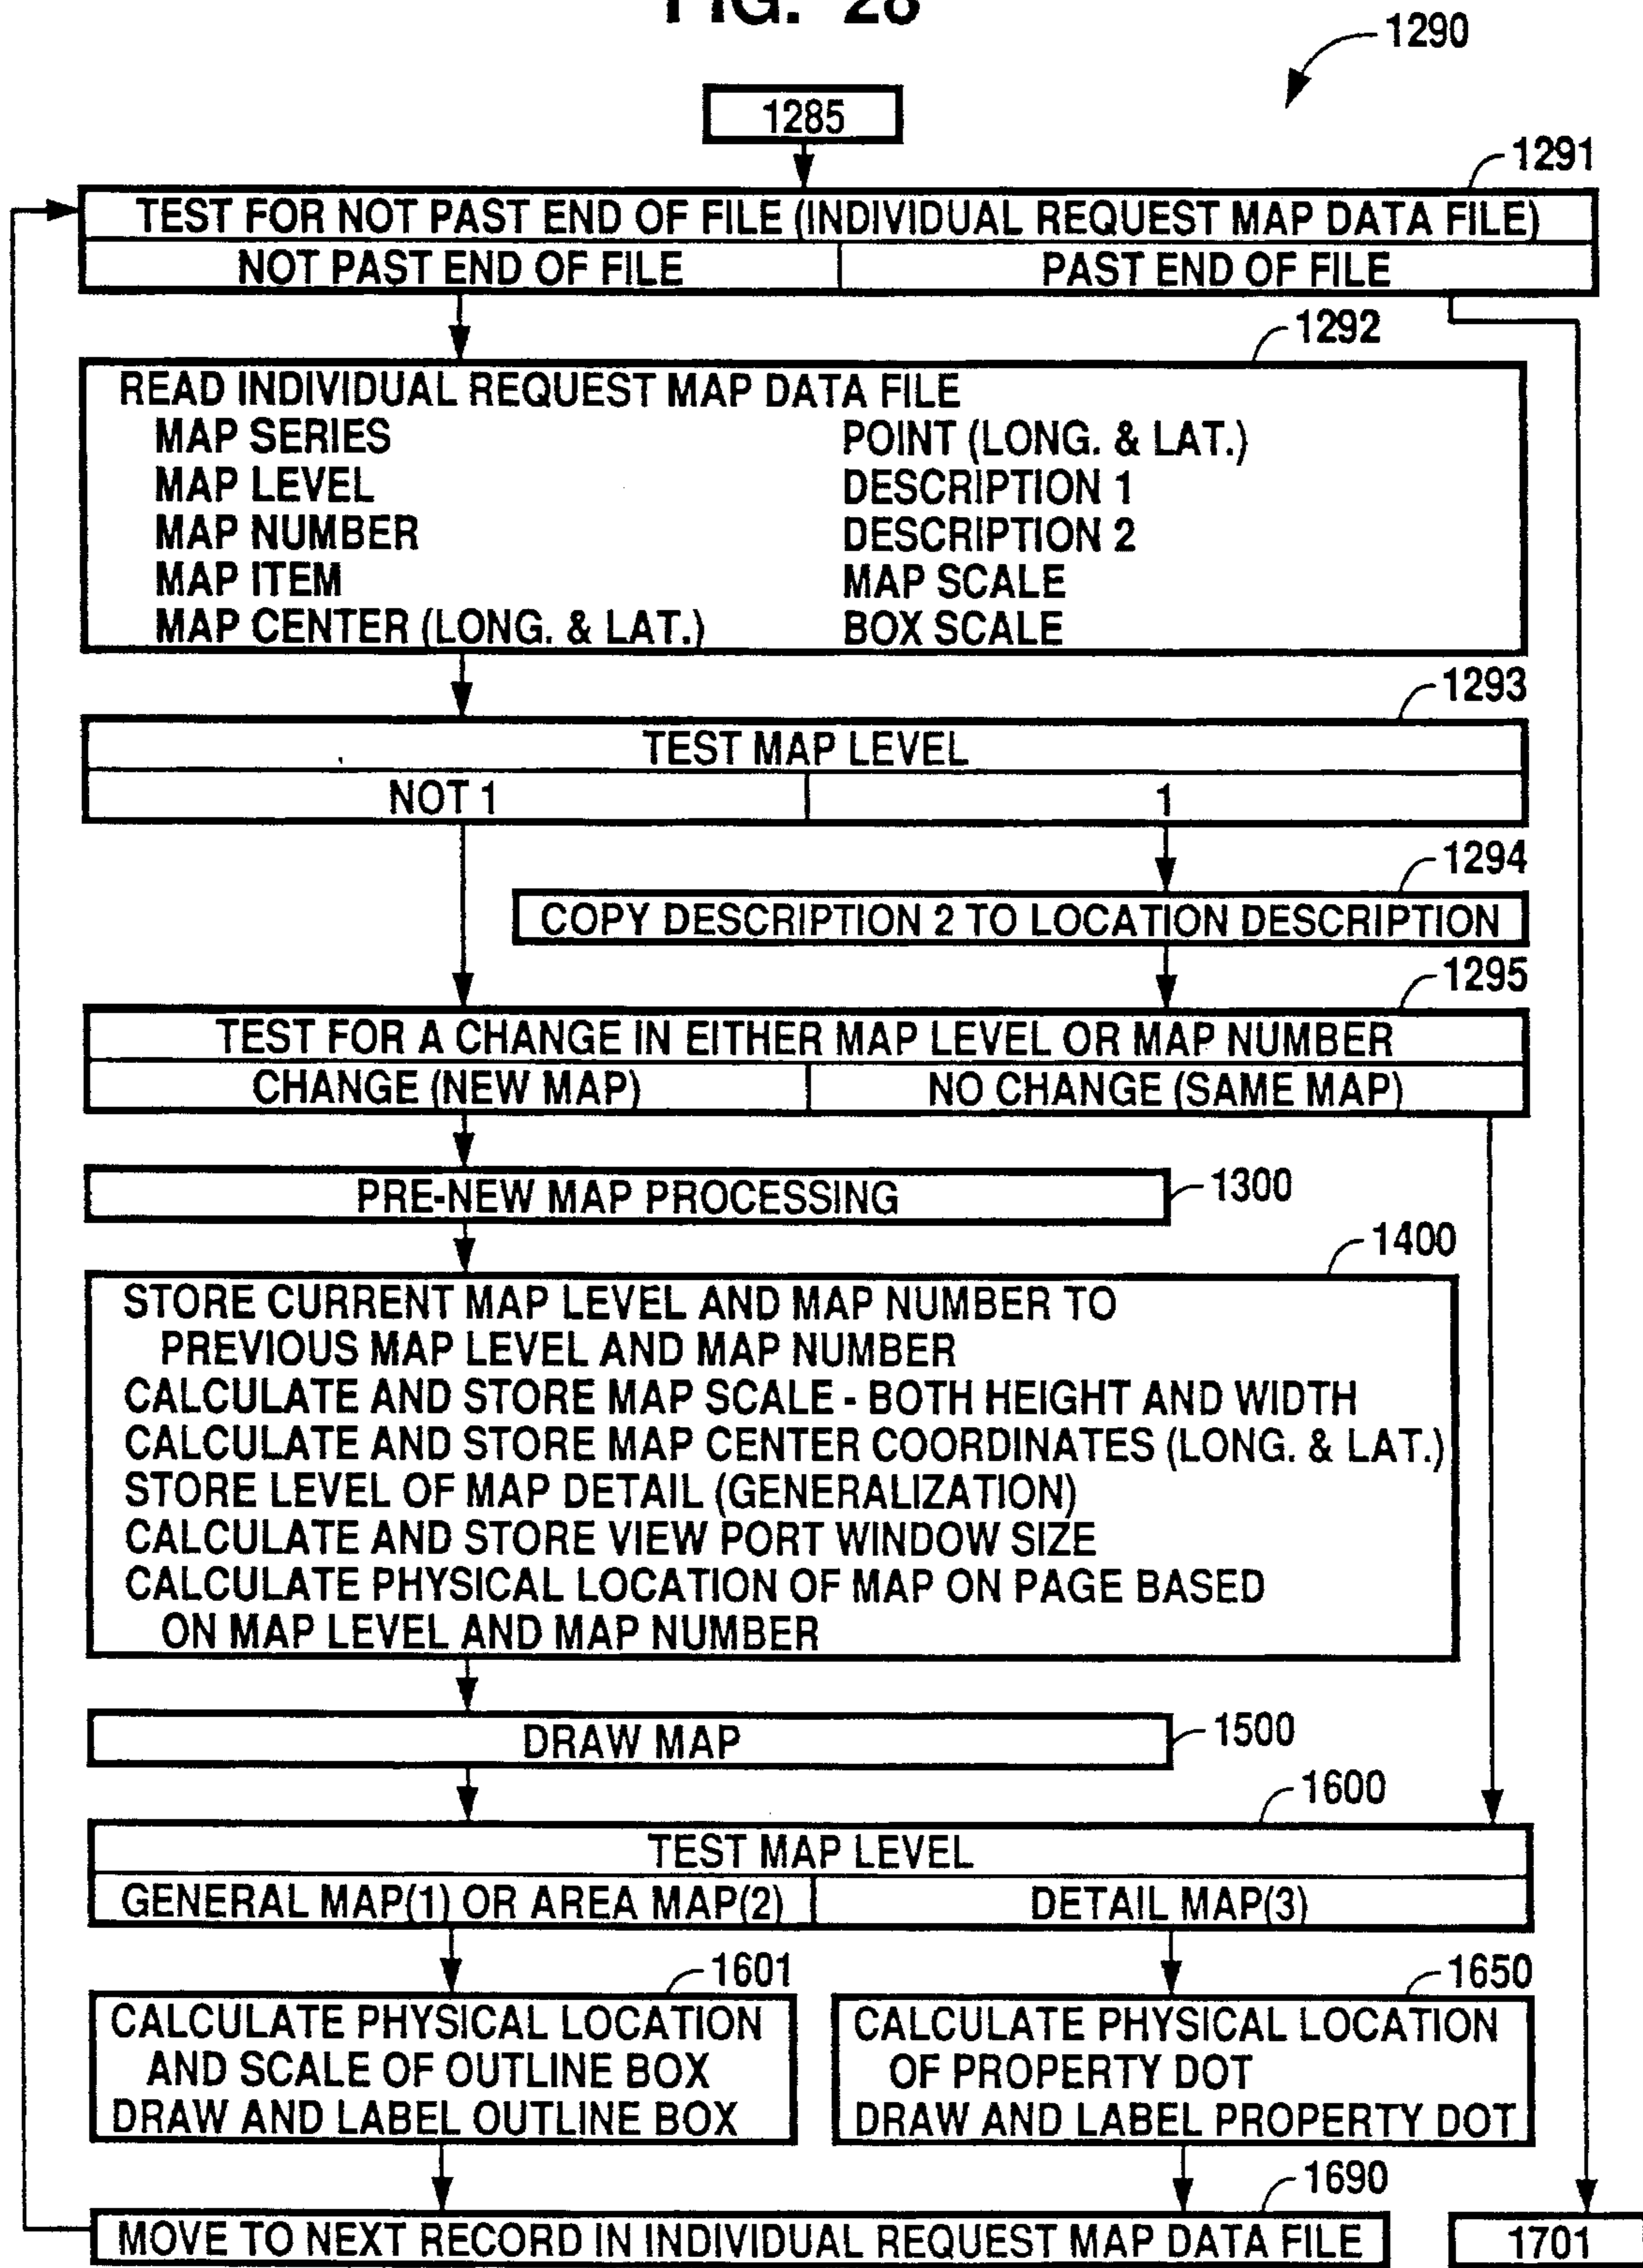 FIG. 28
1290
1285
1291
TEST FOR NOT PAST END OF FILE (INDIVIDUAL REQUEST MAP DATA FILE)
NOT PAST END OF FILE
PAST END OF FILE
1292
READ INDIVIDUAL REQUEST MAP DATA FILE
MAP SERIES
MAP LEVEL
MAP NUMBER
MAP ITEM
MAP CENTER (LONG. & LAT.)
POINT (LONG. & LAT.)
DESCRIPTION 1
DESCRIPTION 2
MAP SCALE
BOX SCALE
1293
TEST MAP LEVEL
NOT 1
1
1294
COPY DESCRIPTION 2 TO LOCATION DESCRIPTION
1295
TEST FOR A CHANGE IN EITHER MAP LEVEL OR MAP NUMBER
CHANGE (NEW MAP)
NO CHANGE (SAME MAP)
PRE-NEW MAP PROCESSING
1300
1400
STORE CURRENT MAP LEVEL AND MAP NUMBER TO
PREVIOUS MAP LEVEL AND MAP NUMBER
CALCULATE AND STORE MAP SCALE - BOTH HEIGHT AND WIDTH
CALCULATE AND STORE MAP CENTER COORDINATES (LONG. & LAT.)
STORE LEVEL OF MAP DETAIL (GENERALIZATION)
CALCULATE AND STORE VIEW PORT WINDOW SIZE
CALCULATE PHYSICAL LOCATION OF MAP ON PAGE BASED
ON MAP LEVEL AND MAP NUMBER
DRAW MAP
1500
1600
TEST MAP LEVEL
GENERAL MAP(1) OR AREA MAP(2)
DETAIL MAP(3)
1601
CALCULATE PHYSICAL LOCATION
AND SCALE OF OUTLINE BOX
DRAW AND LABEL OUTLINE BOX
1650
CALCULATE PHYSICAL LOCATION
OF PROPERTY DOT
DRAW AND LABEL PROPERTY DOT
1690
MOVE TO NEXT RECORD IN INDIVIDUAL REQUEST MAP DATA FILE
1701